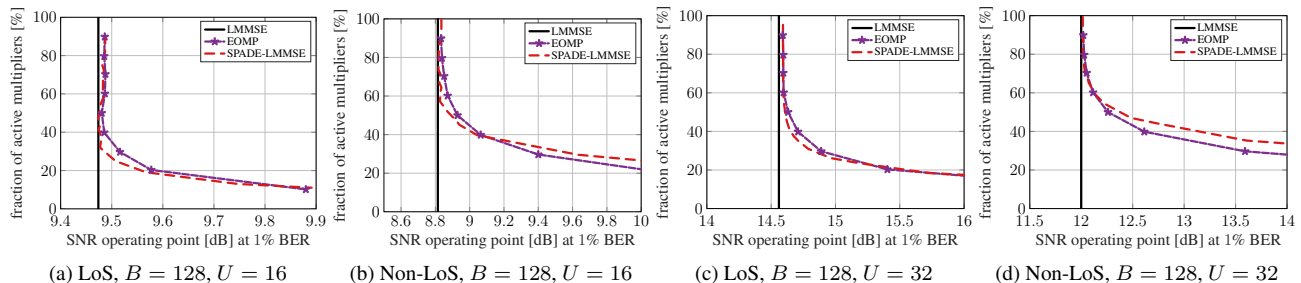 fraction of active multipliers [%]
100
80
60
40
20
0
9.4
9.5
9.6
9.7
9.8
9.9
SNR operating point [dB] at 1% BER
LMMSE
EOMP
SPADE-LMMSE
(a) LoS, B = 128, U = 16
fraction of active multipliers [%]
100
80
60
40
20
0
8.6
8.8
9
9.2
9.4
9.6
9.8
10
SNR operating point [dB] at 1% BER
LMMSE
EOMP
SPADE-LMMSE
(b) Non-LoS, B = 128, U = 16
fraction of active multipliers [%]
100
80
60
40
20
0
14
14.5
15
15.5
16
SNR operating point [dB] at 1% BER
LMMSE
EOMP
SPADE-LMMSE
(c) LoS, B = 128, U = 32
fraction of active multipliers [%]
100
80
60
40
20
0
11.5
12
12.5
13
13.5
14
SNR operating point [dB] at 1% BER
LMMSE
EOMP
SPADE-LMMSE
(d) Non-LoS, B = 128, U = 32